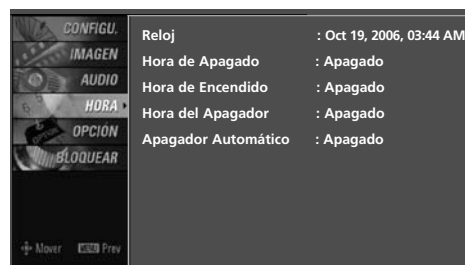 CONFIGU.
IMAGEN
AUDIO
HORA
OPCIÓN
BLOQUEAR
Mover MENU Prev
Reloj : Oct 19, 2006, 03:44 AM
Hora de Apagado : Apagado
Hora de Encendido : Apagado
Hora del Apagador : Apagado
Apagador Automático : Apagado